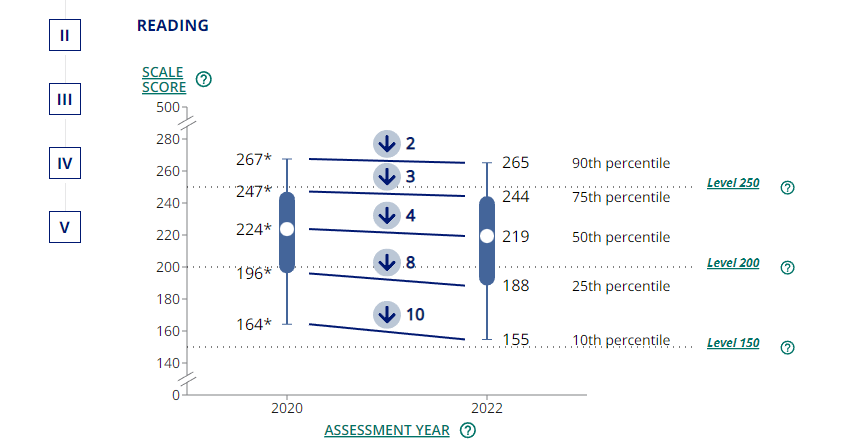 II
III
IV
V
READING
SCALE
SCORE ?
500
280
260
240
220
200
180
160
140
0
267*
247*
224*
196*
164*
2
3
4
8
10
265 90th percentile
244 75th percentile
219 50th percentile
188 25th percentile
155 10th percentile
Level 250 ?
Level 200 ?
Level 150 ?
2020 2022
ASSESSMENT YEAR ?